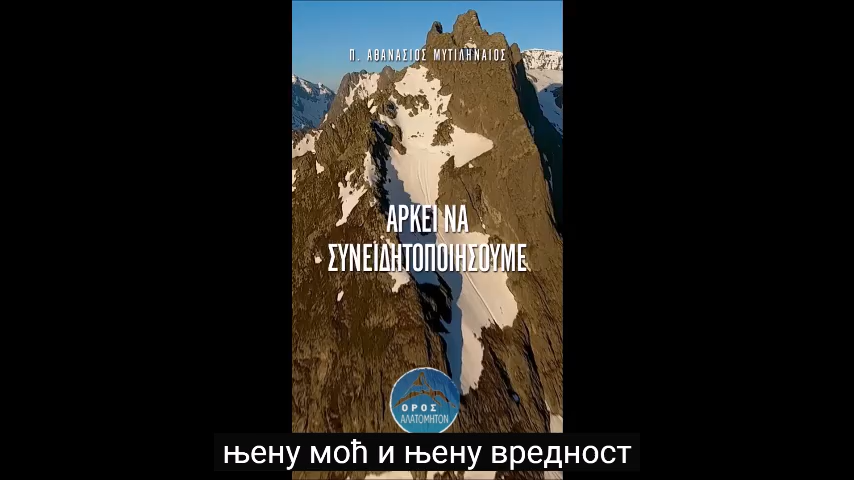 Π. ΑΘΑΝΑΣΙΟΣ ΜΥΤΙΛΗΝΑΙΟΣ
ΑΡΚΕΙ ΝΑ
ΣΥΝΕΙΔΗΤΟΠΟΙΗΣΟΥΜΕ
ΟΡΟΣ
ΑΛΑΤΟΜΗΤΟΝ
њену моћ и њену вредност